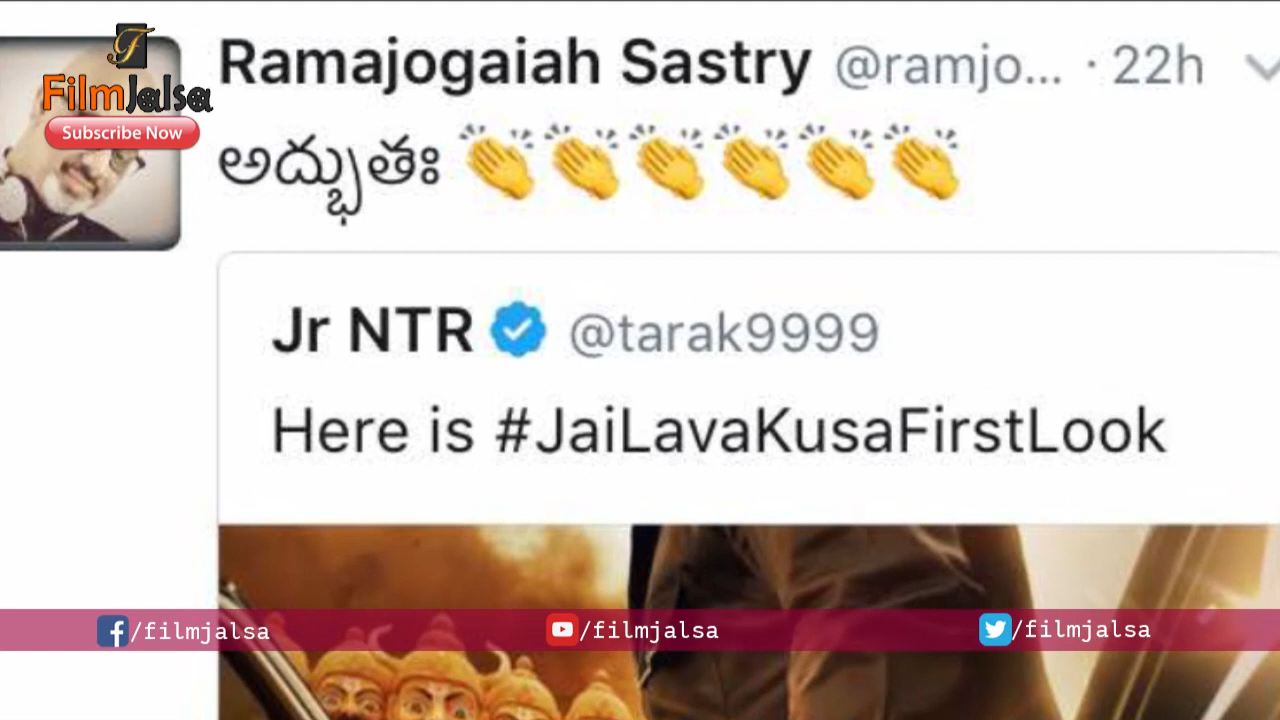 Ramajogaiah Sastry @ramjo... · 22h
FilmJalsa
Subscribe Now
అద్భుతః 👏👏👏👏👏👏
Jr NTR @tarak9999
Here is #JaiLavaKusaFirstLook
/filmjalsa /filmjalsa /filmjalsa